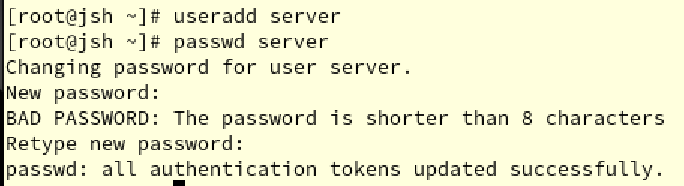 [root@jsh ~]# useradd server
[root@jsh ~]# passwd server
Changing password for user server.
New password:
BAD PASSWORD: The password is shorter than 8 characters
Retype new password:
passwd: all authentication tokens updated successfully.